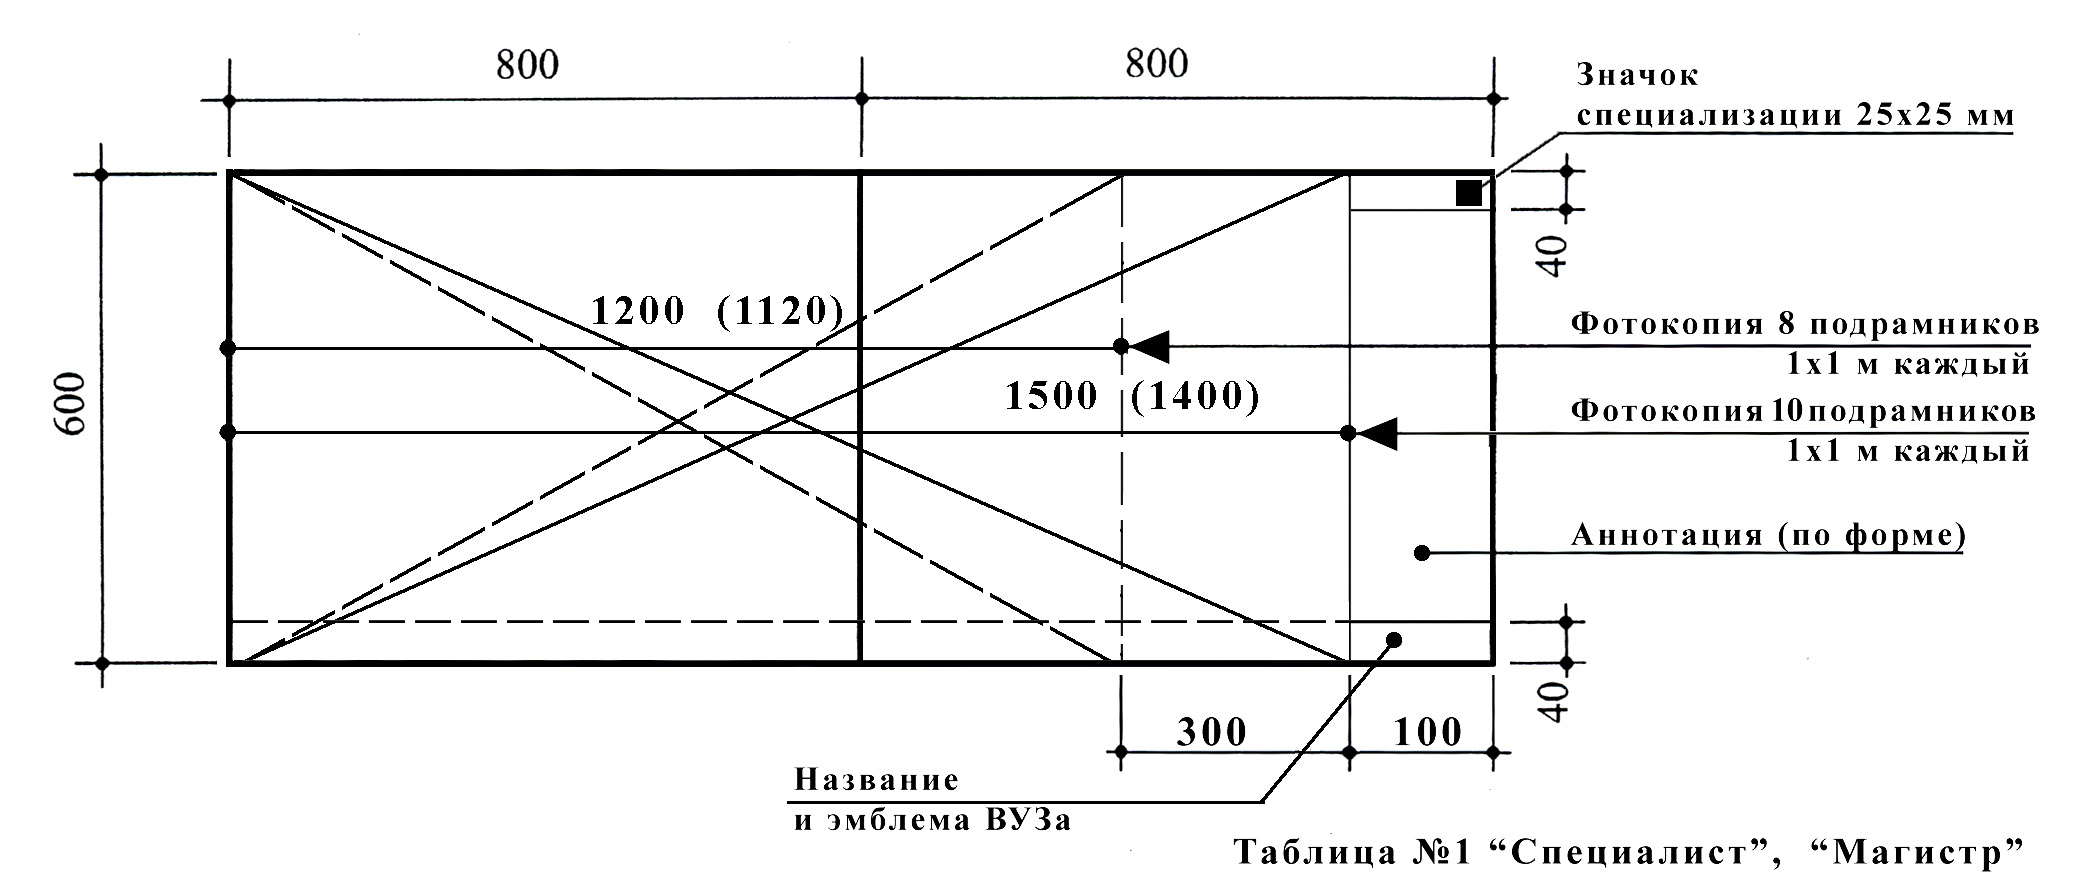 800
800
Значок
специализации 25х25 мм
40
1200 (1120)
Фотокопия 8 подрамников
1х1 м каждый
600
1500 (1400)
Фотокопия 10 подрамников
1х1 м каждый
Аннотация (по форме)
40
300
100
Название
и эмблема ВУЗа
Таблица №1 “Специалист”, “Магистр”